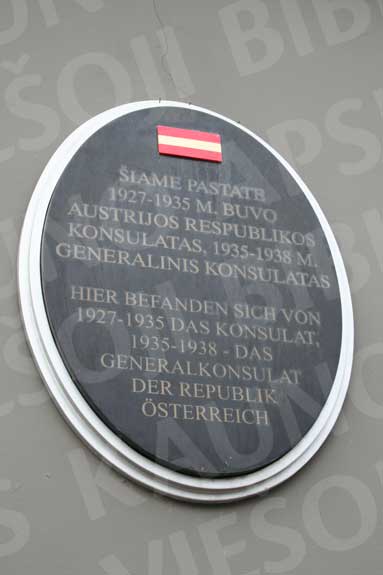 ŠIAME PASTATE
1927-1935 M. BUVO
AUSTRIJOS RESPUBLIKOS
KONSULATAS, 1935-1938 M.
GENERALINIS KONSULATAS
HIER BEFANDEN SICH VON
1927-1935 DAS KONSULAT,
1935-1938 - DAS
GENERALKONSULAT
DER REPUBLIK
ÖSTERREICH